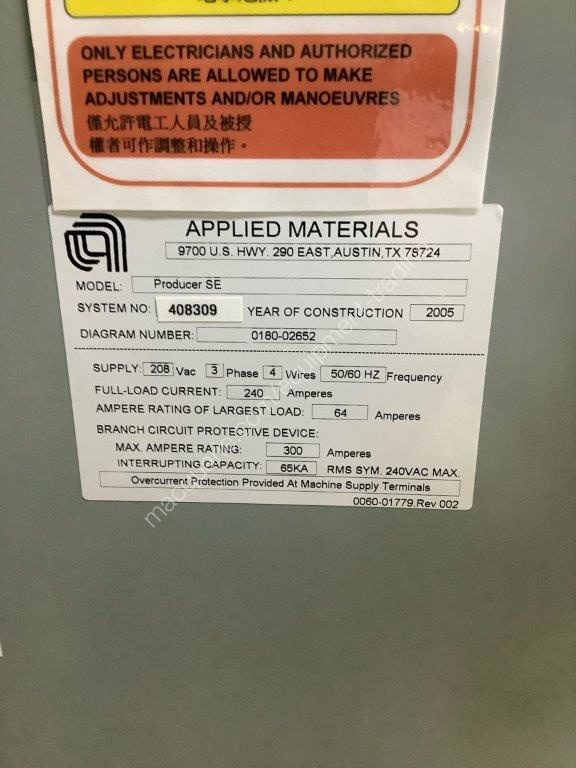 ONLY ELECTRICIANS AND AUTHORIZED
PERSONS ARE ALLOWED TO MAKE
ADJUSTMENTS AND/OR MANOEUVRES
僅允許電工人員及被授
權者可作調整和操作。
APPLIED MATERIALS
9700 U.S. HWY. 290 EAST,AUSTIN,TX 78724
MODEL: Producer SE
SYSTEM NO: 408309 YEAR OF CONSTRUCTION 2005
DIAGRAM NUMBER: 0180-02652
SUPPLY: 208 Vac 3 Phase 4 Wires 50/60 HZ Frequency
FULL-LOAD CURRENT: 240 Amperes
AMPERE RATING OF LARGEST LOAD: 64 Amperes
BRANCH CIRCUIT PROTECTIVE DEVICE:
MAX. AMPERE RATING: 300 Amperes
INTERRUPTING CAPACITY: 65KA RMS SYM. 240VAC MAX.
Overcurrent Protection Provided At Machine Supply Terminals
0060-01779.Rev 002